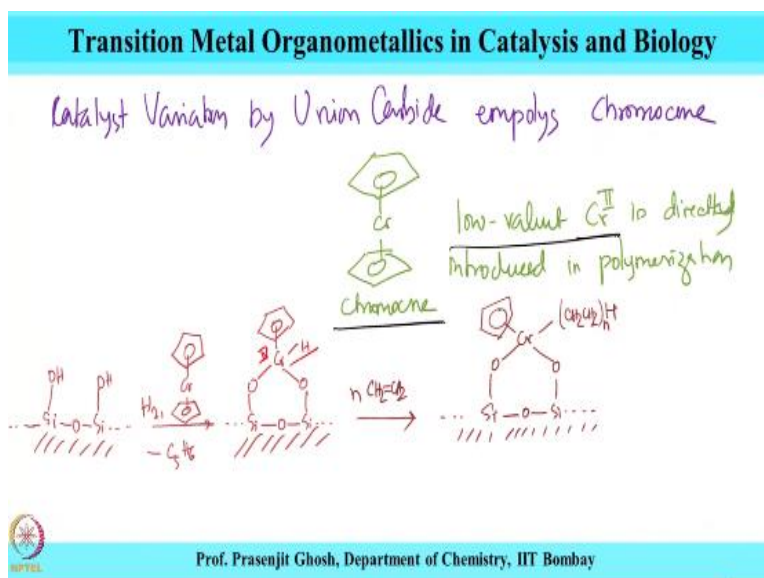 Transition Metal Organometallics in Catalysis and Biology
Catalyst Variation by Union Carbide empolys Chromocene
Cr
low-valent Cr II is directly
introduced in polymerization
chromocene
OH OH
Si-O-Si
H2, Cr
- C5H6
Cr-H
O O
Si-O-Si
n CH2=CH2
Cr (CH2CH2)nH
O O
Si-O-Si
NPTEL
Prof. Prasenjit Ghosh, Department of Chemistry, IIT Bombay